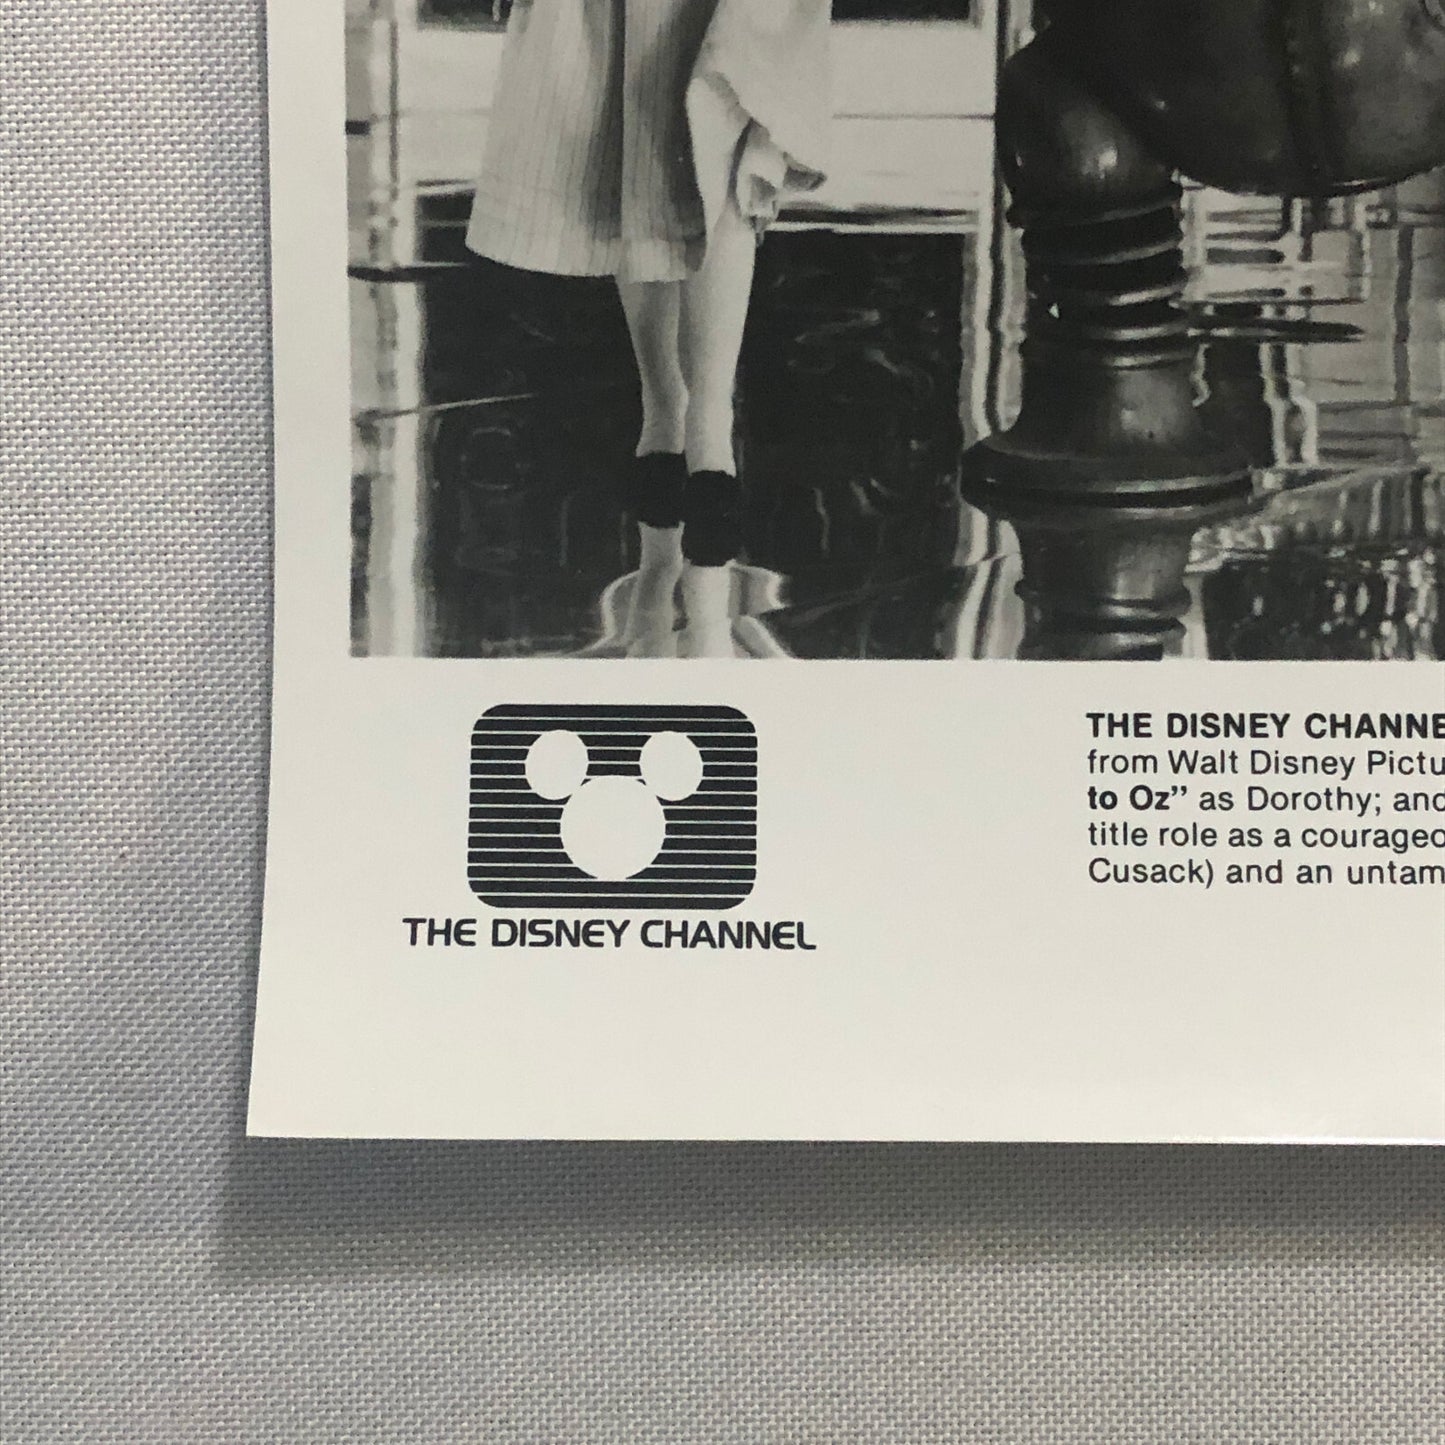 THE DISNEY CHANNEL
THE DISNEY CHANNE
from Walt Disney Pictu
to Oz” as Dorothy; and
title role as a courageo
Cusack) and an untam